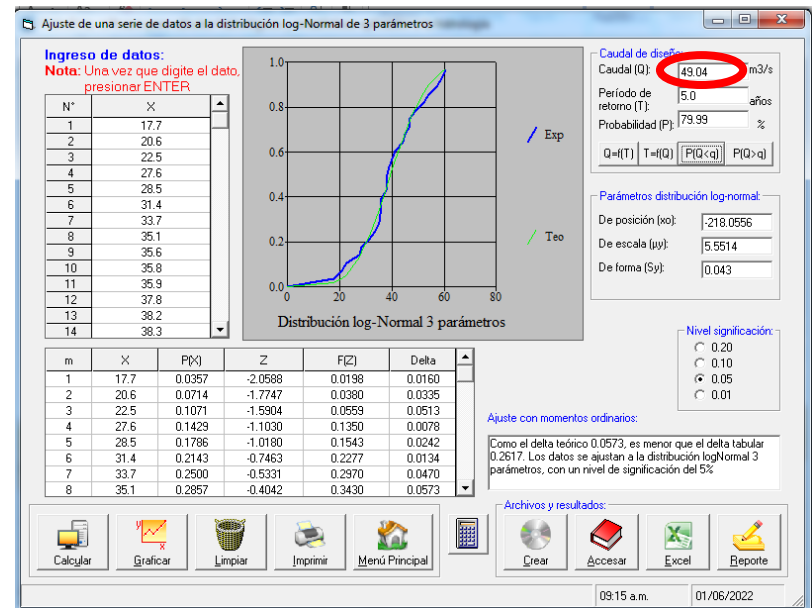 Ajuste de una serie de datos a la distribución log-Normal de 3 parámetros
Ingreso de datos:
Nota: Una vez que digite el dato,
presionar ENTER
N° X
1 17.7
2 20.6
3 22.5
4 27.6
5 28.5
6 31.4
7 33.7
8 35.1
9 35.6
10 35.8
11 35.9
12 37.8
13 38.2
14 38.3
1.0
0.8
0.6
0.4
0.2
0.0
0 20 40 60 80
Exp
Teo
Distribución log-Normal 3 parámetros
Caudal de diseño:
Caudal (Q): 49.04 m3/s
Período de
retorno (T): 5.0 años
Probabilidad (P): 79.99 %
Q=f(T) T=f(Q) P(Q<q) P(Q>q)
Parámetros distribución log-normal:
De posición (xo): -218.0556
De escala (μy): 5.5514
De forma (Sy): 0.043
Nivel significación:
0.20
0.10
0.05
0.01
m X P(X) Z F(Z) Delta
1 17.7 0.0357 -2.0588 0.0198 0.0160
2 20.6 0.0714 -1.7747 0.0380 0.0335
3 22.5 0.1071 -1.5904 0.0559 0.0513
4 27.6 0.1429 -1.1030 0.1350 0.0078
5 28.5 0.1786 -1.0180 0.1543 0.0242
6 31.4 0.2143 -0.7463 0.2277 0.0134
7 33.7 0.2500 -0.5331 0.2970 0.0470
8 35.1 0.2857 -0.4042 0.3430 0.0573
Ajuste con momentos ordinarios:
Como el delta teórico 0.0573, es menor que el delta tabular
0.2617. Los datos se ajustan a la distribución logNormal 3
parámetros, con un nivel de significación del 5%
Archivos y resultados:
Calcular Graficar Limpiar Imprimir Menú Principal Crear Accesar Excel Reporte
09:15 a.m. 01/06/2022